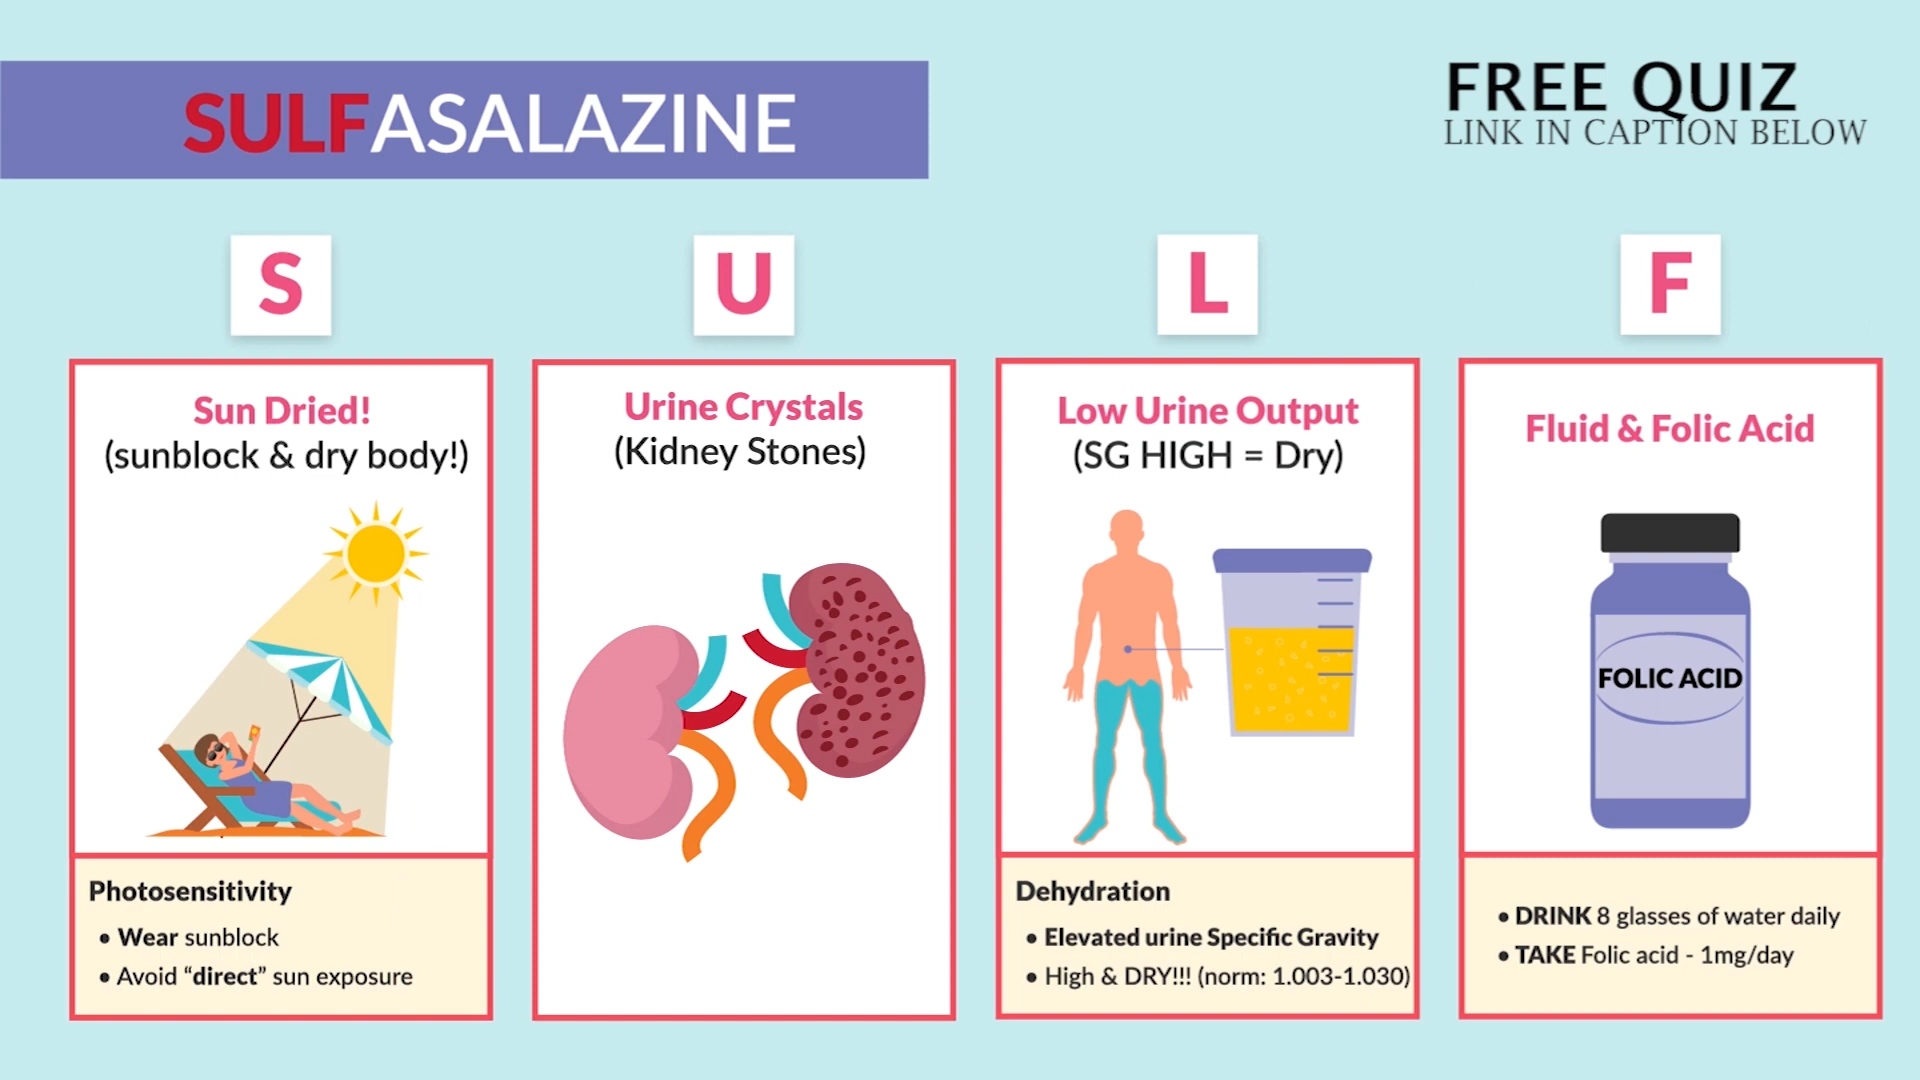 SULFASALAZINE
FREE QUIZ
LINK IN CAPTION BELOW
S
Sun Dried!
(sunblock & dry body!)
Photosensitivity
• Wear sunblock
• Avoid “direct” sun exposure
U
Urine Crystals
(Kidney Stones)
L
Low Urine Output
(SG HIGH = Dry)
Dehydration
• Elevated urine Specific Gravity
• High & DRY!!! (norm: 1.003-1.030)
F
Fluid & Folic Acid
FOLIC ACID
• DRINK 8 glasses of water daily
• TAKE Folic acid - 1mg/day